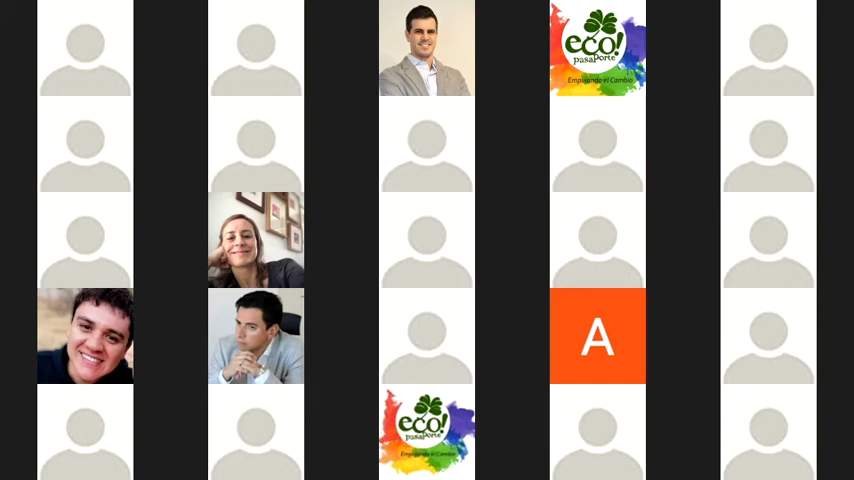 eco!
pasaporte
Empujando el Cambio
A
eco!
pasaporte
Empujando el Cambio